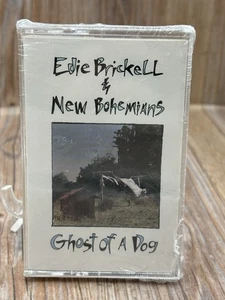 Edie Brickell
&
New Bohemians
Ghost of A Dog